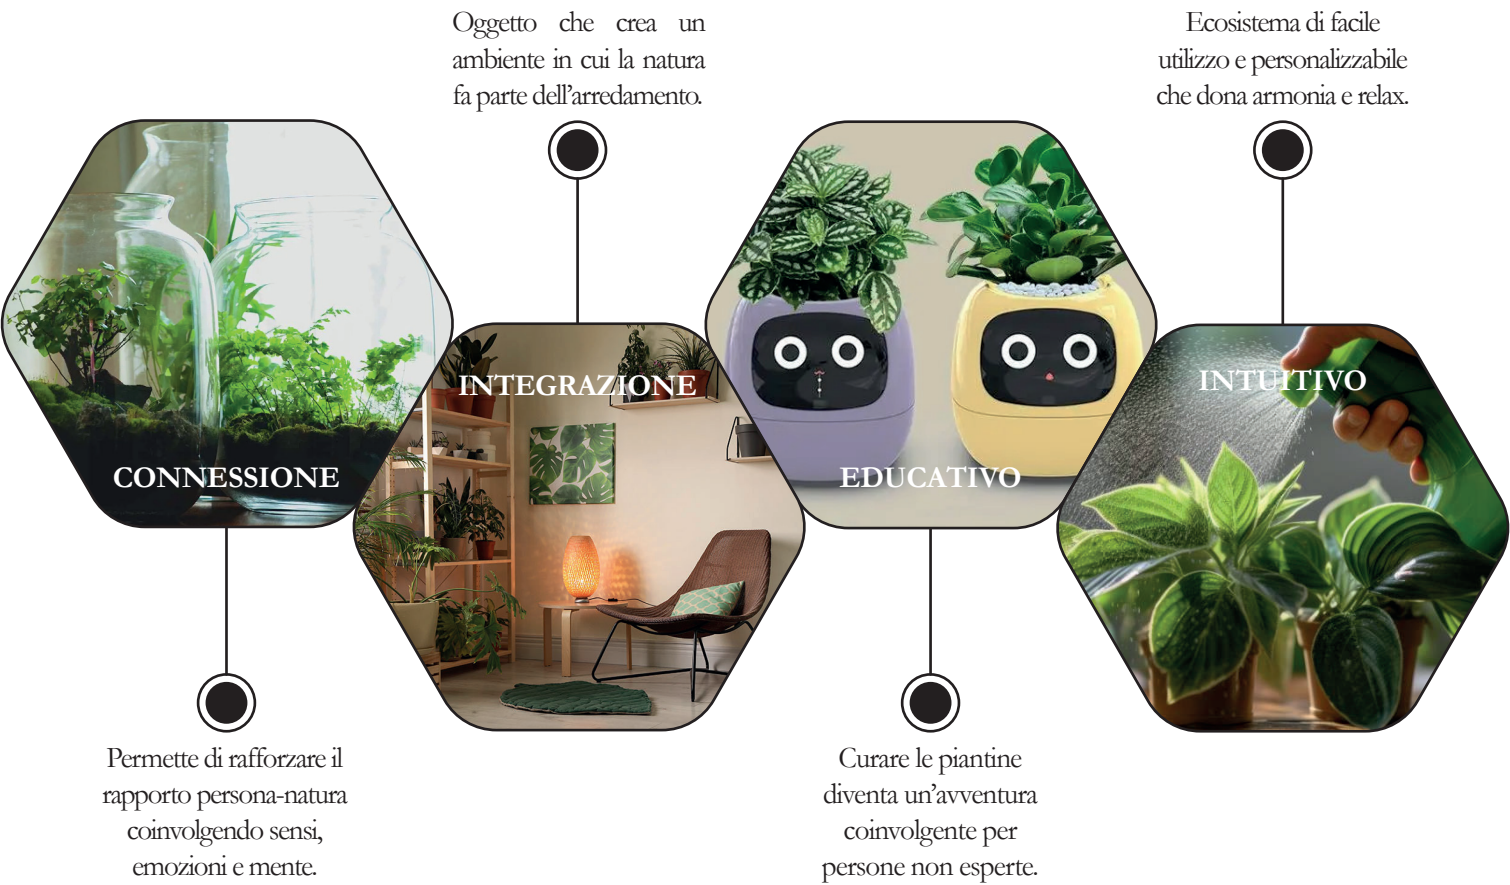 Oggetto che crea un
ambiente in cui la natura
fa parte dell'arredamento.
Ecosistema di facile
utilizzo e personalizzabile
che dona armonia e relax.
INTEGRAZIONE
INTUITIVO
CONNESSIONE
EDUCATIVO
Permette di rafforzare il
rapporto persona-natura
coinvolgendo sensi,
emozioni e mente.
Curare le piantine
diventa un'avventura
coinvolgente per
persone non esperte.